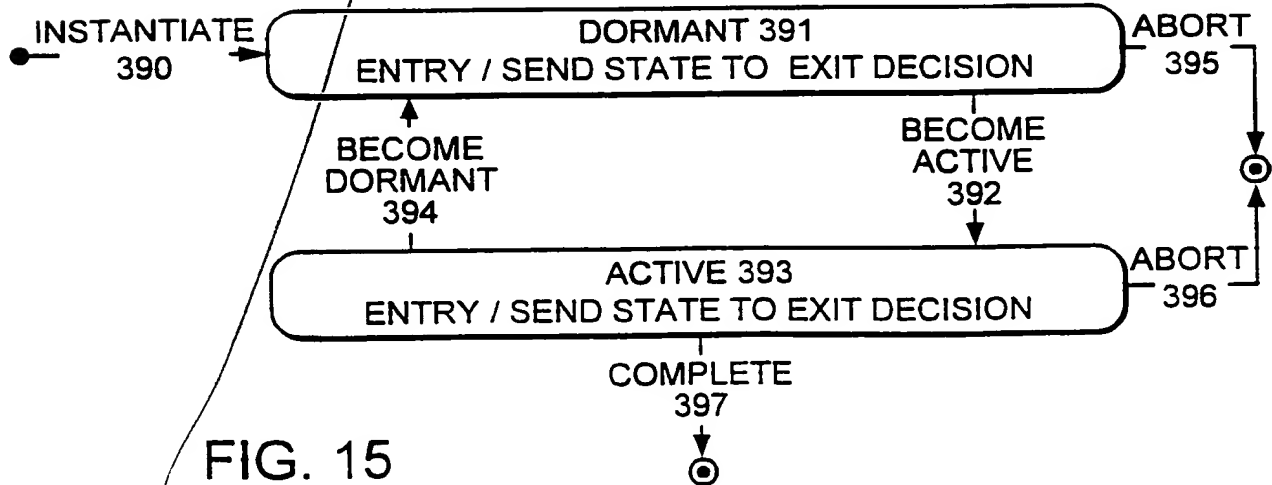 INSTANTIATE
390
DORMANT 391
ENTRY / SEND STATE TO EXIT DECISION
ABORT
395
BECOME
DORMANT
394
BECOME
ACTIVE
392
ACTIVE 393
ENTRY / SEND STATE TO EXIT DECISION
ABORT
396
COMPLETE
397
FIG. 15